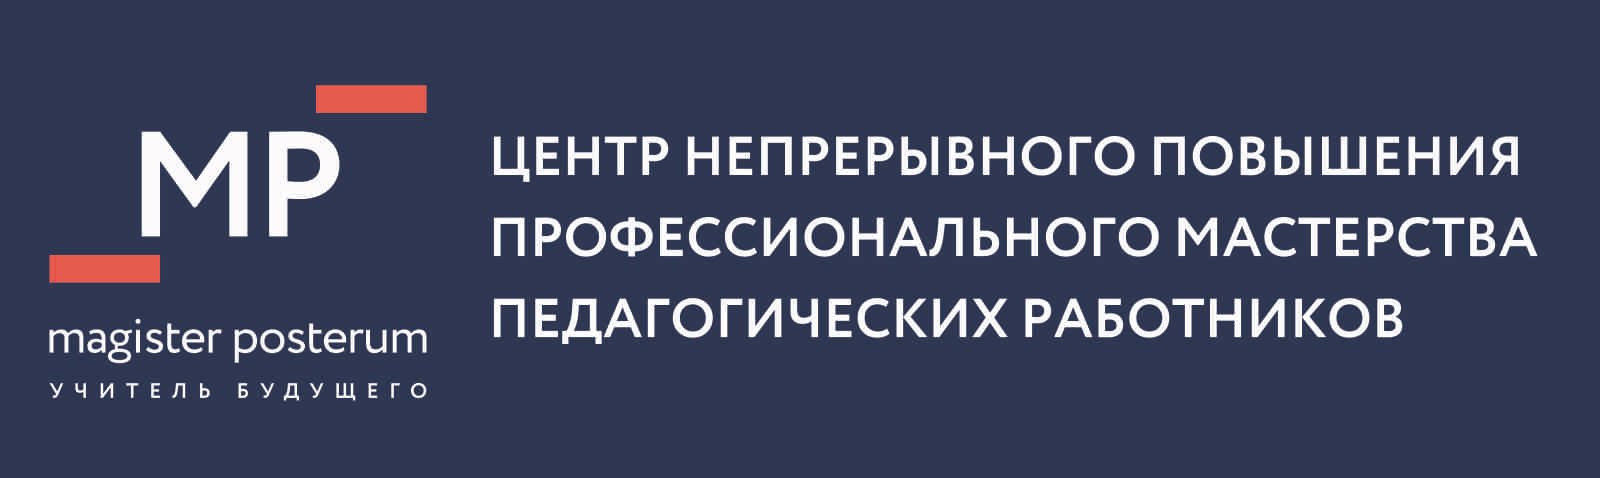 MP
magister posterum
УЧИТЕЛЬ БУДУЩЕГО
ЦЕНТР НЕПРЕРЫВНОГО ПОВЫШЕНИЯ
ПРОФЕССИОНАЛЬНОГО МАСТЕРСТВА
ПЕДАГОГИЧЕСКИХ РАБОТНИКОВ